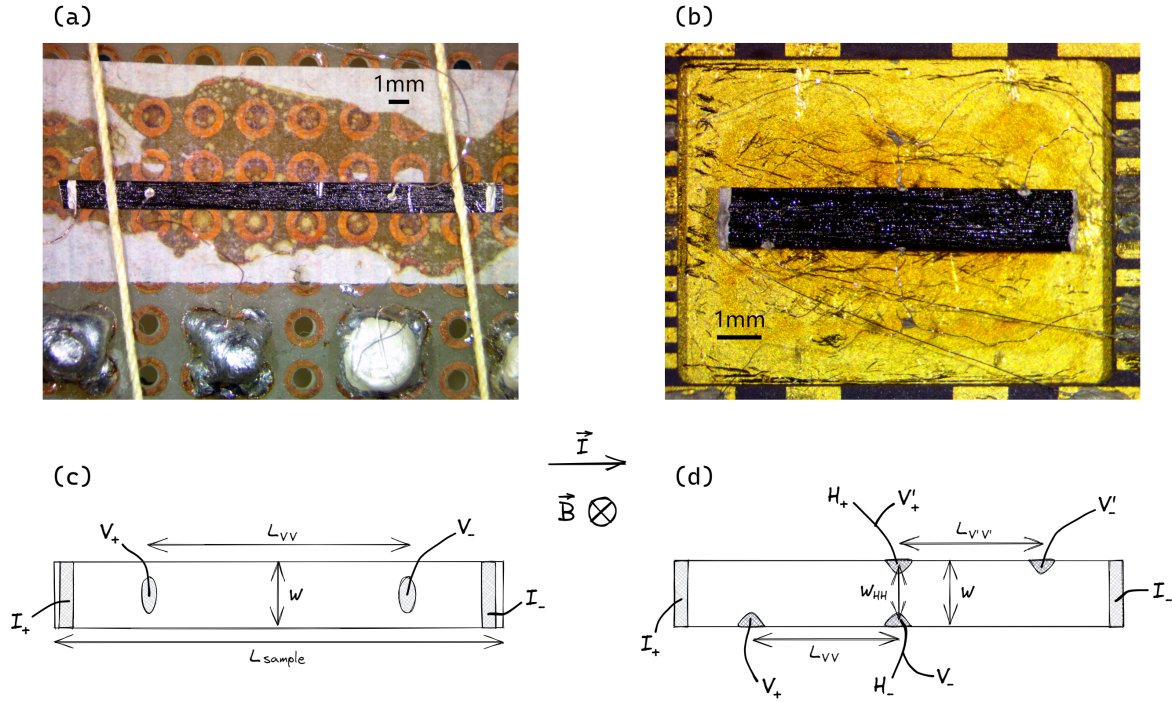 (a)
(b)
1mm
1mm
(c)
I⃗
B⃗
(d)
V₊
L_VV
V₋
W
I₊
I₋
L_sample
H₊
V'₊
L_V'V'
V'₋
W_HH
W
I₊
I₋
L_VV
V₊
H₋
V₋